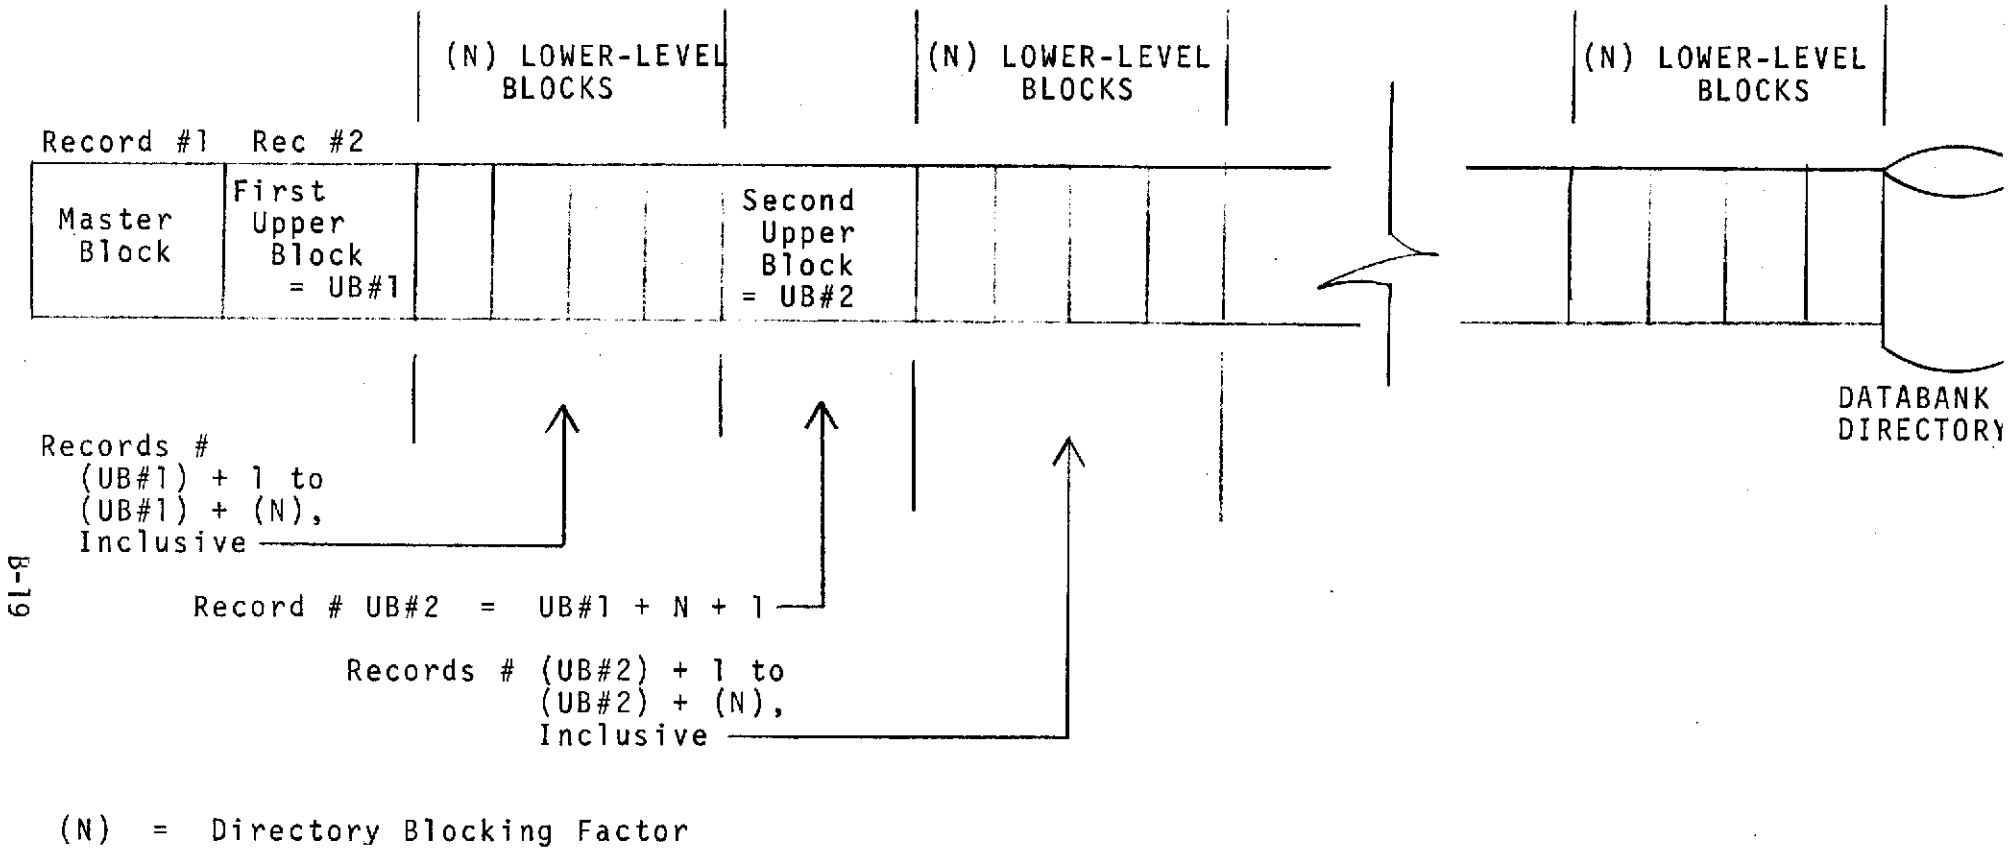 (N) LOWER-LEVEL
BLOCKS
(N) LOWER-LEVEL
BLOCKS
(N) LOWER-LEVEL
BLOCKS
Record #1 Rec #2
Master
Block
First
Upper
Block
= UB#1
Second
Upper
Block
= UB#2
DATABANK
DIRECTORY
Records #
(UB#1) + 1 to
(UB#1) + (N),
Inclusive
Record # UB#2 = UB#1 + N + 1
Records # (UB#2) + 1 to
(UB#2) + (N),
Inclusive
(N) = Directory Blocking Factor
B-19